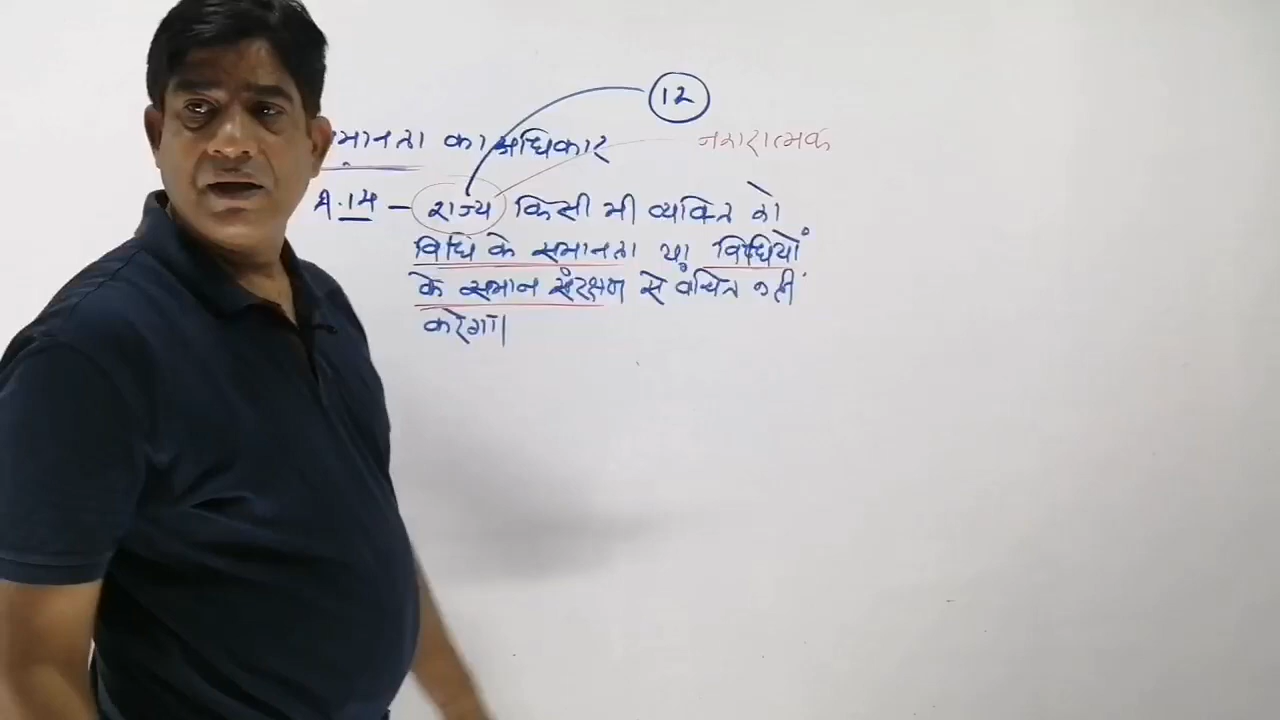 12
समानता का अधिकार
नकारात्मक
A.14 – राज्य किसी भी व्यक्ति को
विधि के समानता या विधियों
के समान संरक्षण से वंचित नहीं
करेगा।